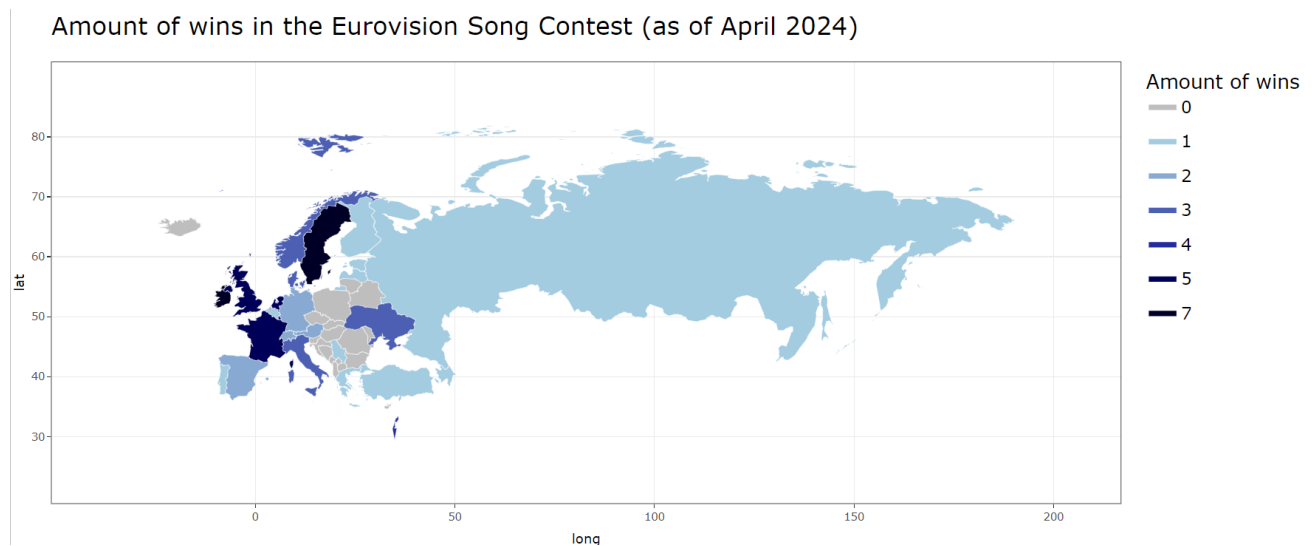 Amount of wins in the Eurovision Song Contest (as of April 2024)
Amount of wins
0
1
2
3
4
5
7
80
70
60
50
40
30
lat
0 50 100 150 200
long